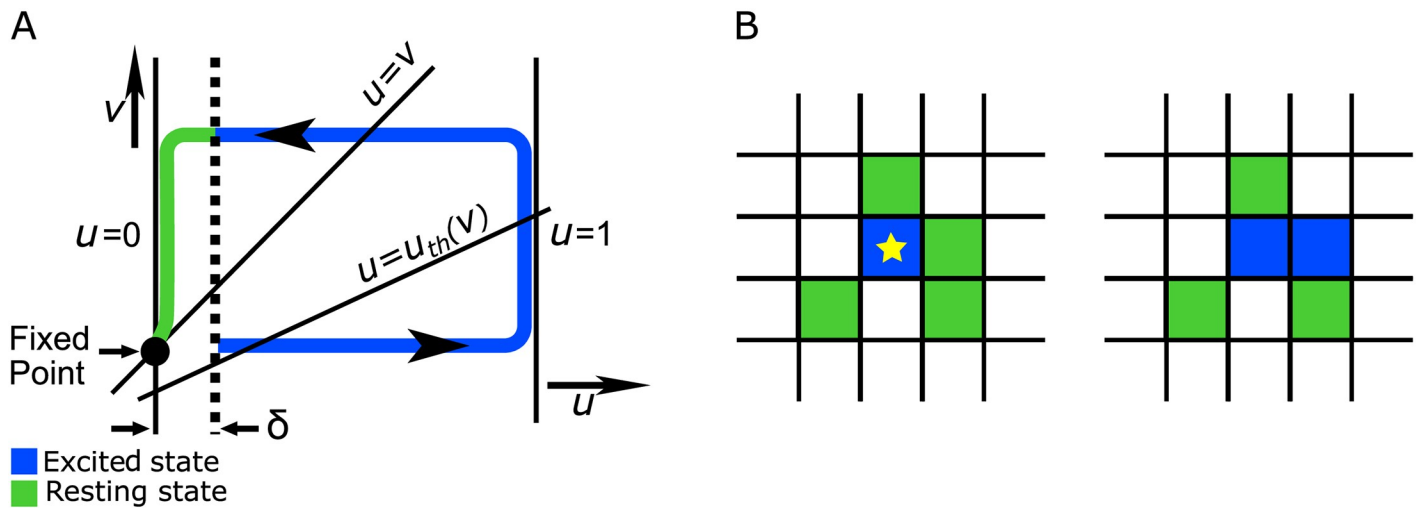 A
B
v
u=v
u=0
u=u_th(v)
u=1
Fixed
Point
u
δ
Excited state
Resting state